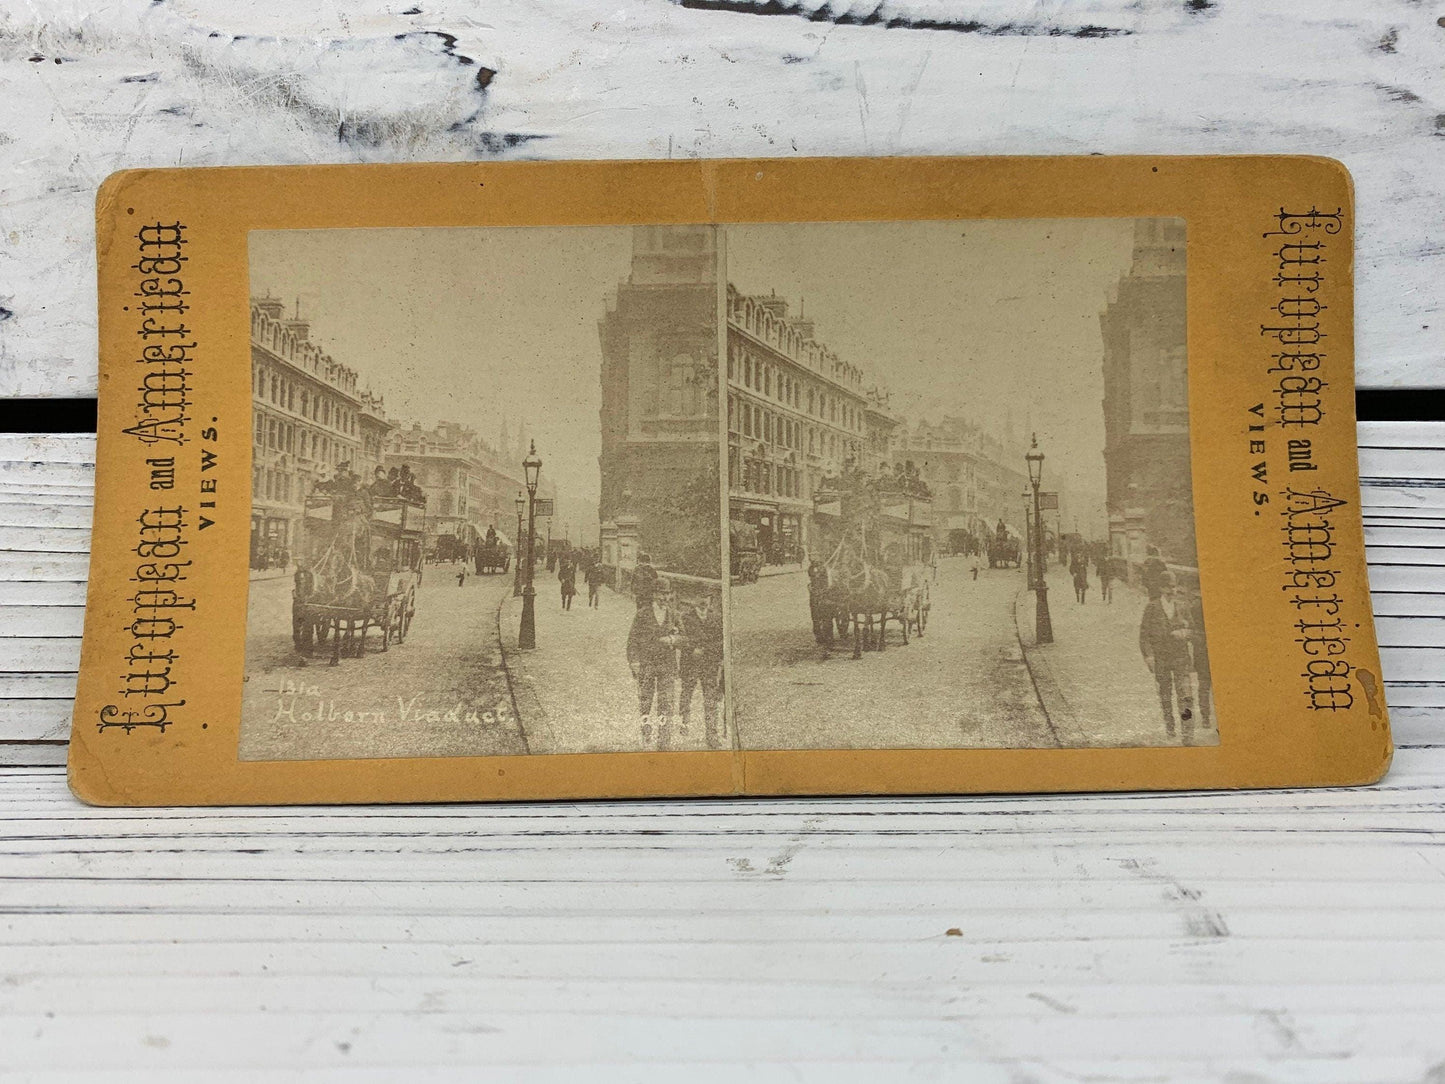 European and American
VIEWS.
131a
Holborn Viaduct,
European and American
VIEWS.